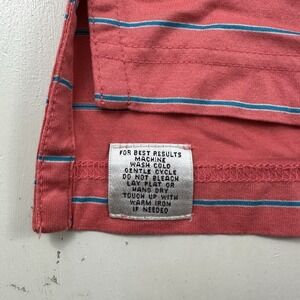 FOR BEST RESULTS
MACHINE
WASH COLD
GENTLE CYCLE
DO NOT BLEACH
LAY FLAT OR
HAND DRY
TOUCH UP WITH
WARM IRON
IF NEEDED